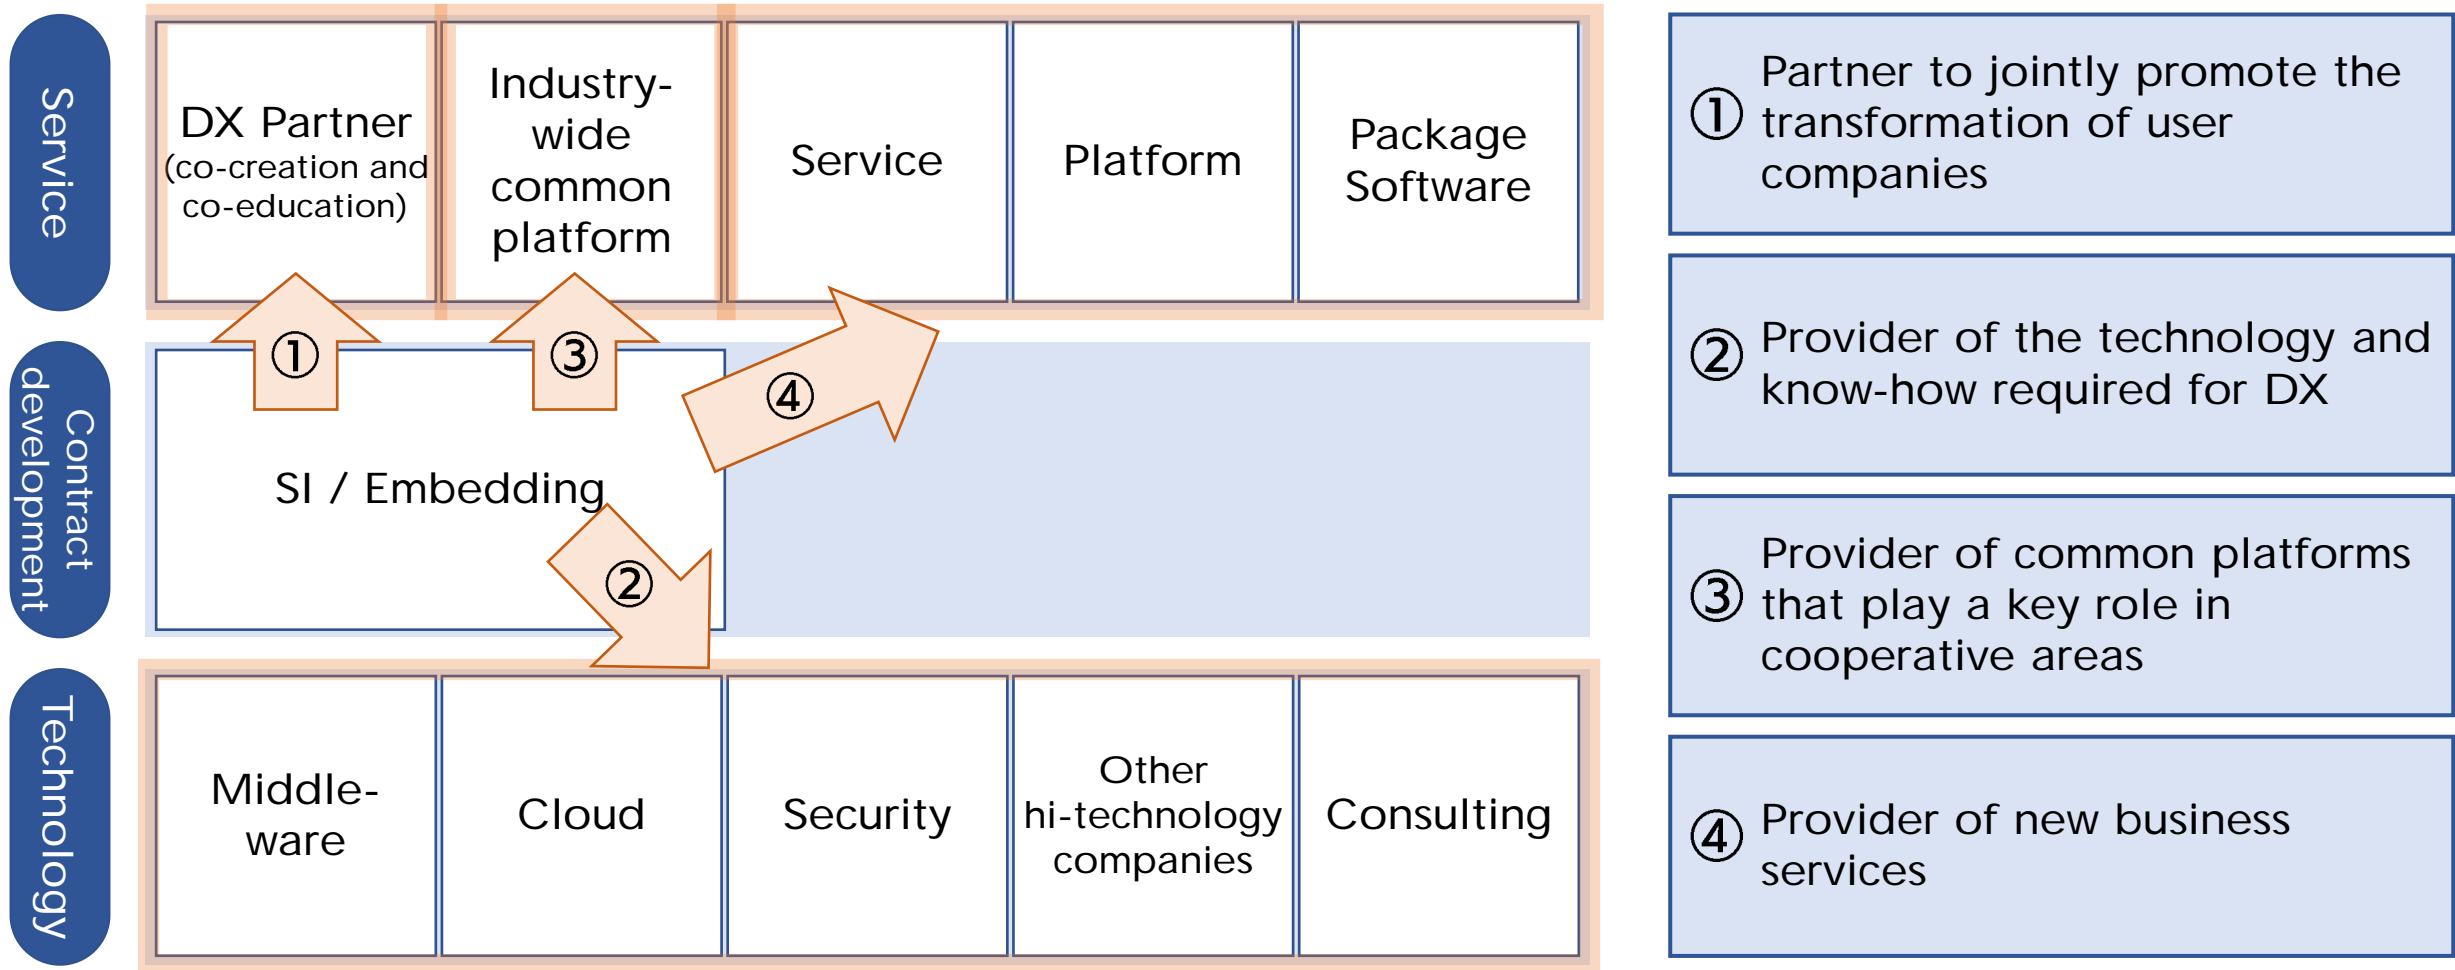 Service
DX Partner
(co-creation and
co-education)
Industry-
wide
common
platform
Service
Platform
Package
Software
Contract
development
①
③
④
SI / Embedding
②
Technology
Middle-
ware
Cloud
Security
Other
hi-technology
companies
Consulting
① Partner to jointly promote the
transformation of user
companies
② Provider of the technology and
know-how required for DX
③ Provider of common platforms
that play a key role in
cooperative areas
④ Provider of new business
services